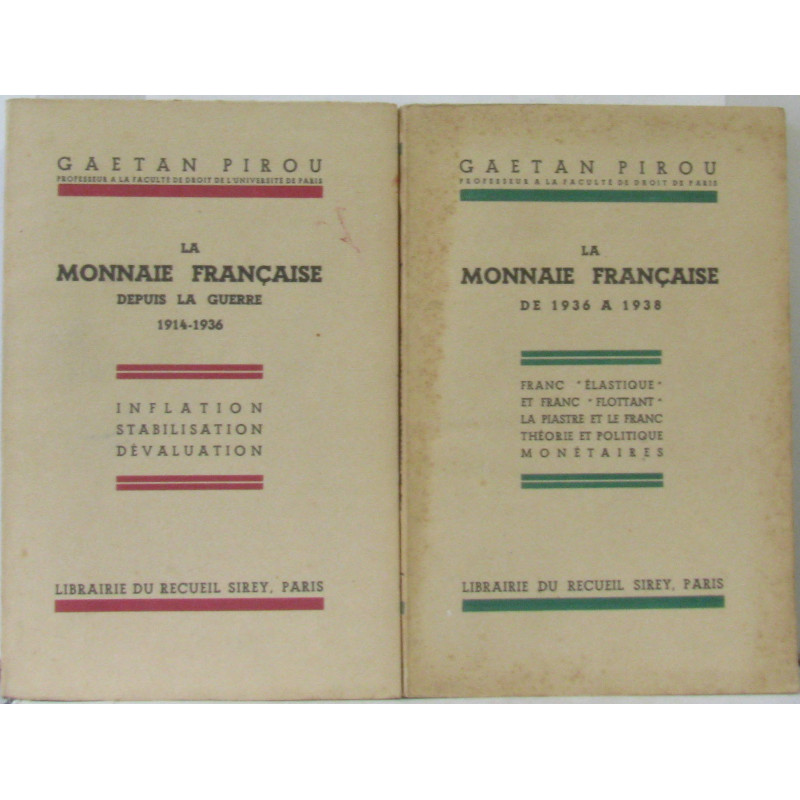 GAETAN PIROU
PROFESSEUR A LA FACULTÉ DE DROIT DE L'UNIVERSITÉ DE PARIS
LA
MONNAIE FRANÇAISE
DEPUIS LA GUERRE
1914-1936
INFLATION
STABILISATION
DÉVALUATION
LIBRAIRIE DU RECUEIL SIREY, PARIS
GAETAN PIROU
PROFESSEUR A LA FACULTÉ DE DROIT DE PARIS
LA
MONNAIE FRANÇAISE
DE 1936 A 1938
FRANC "ÉLASTIQUE"
ET FRANC "FLOTTANT"
LA PIASTRE ET LE FRANC
THÉORIE ET POLITIQUE
MONÉTAIRES
LIBRAIRIE DU RECUEIL SIREY, PARIS